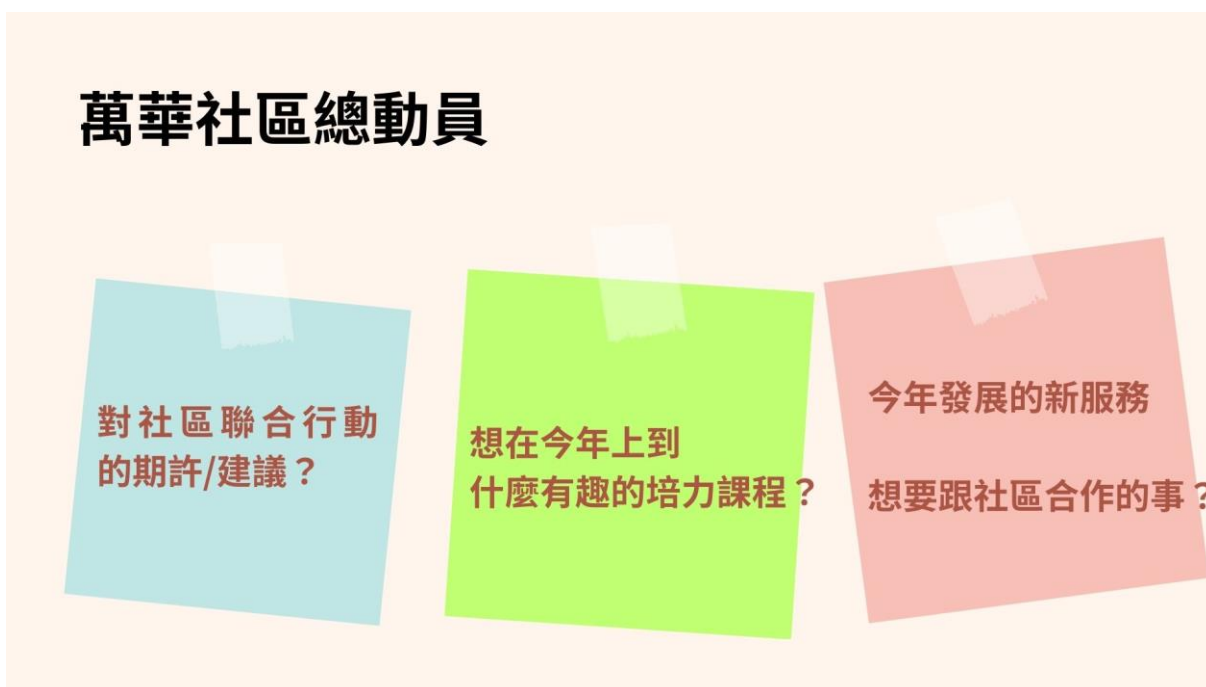 萬華社區總動員
對社區聯合行動
的期許/建議？
想在今年上到
什麼有趣的培力課程？
今年發展的新服務
想要跟社區合作的事？